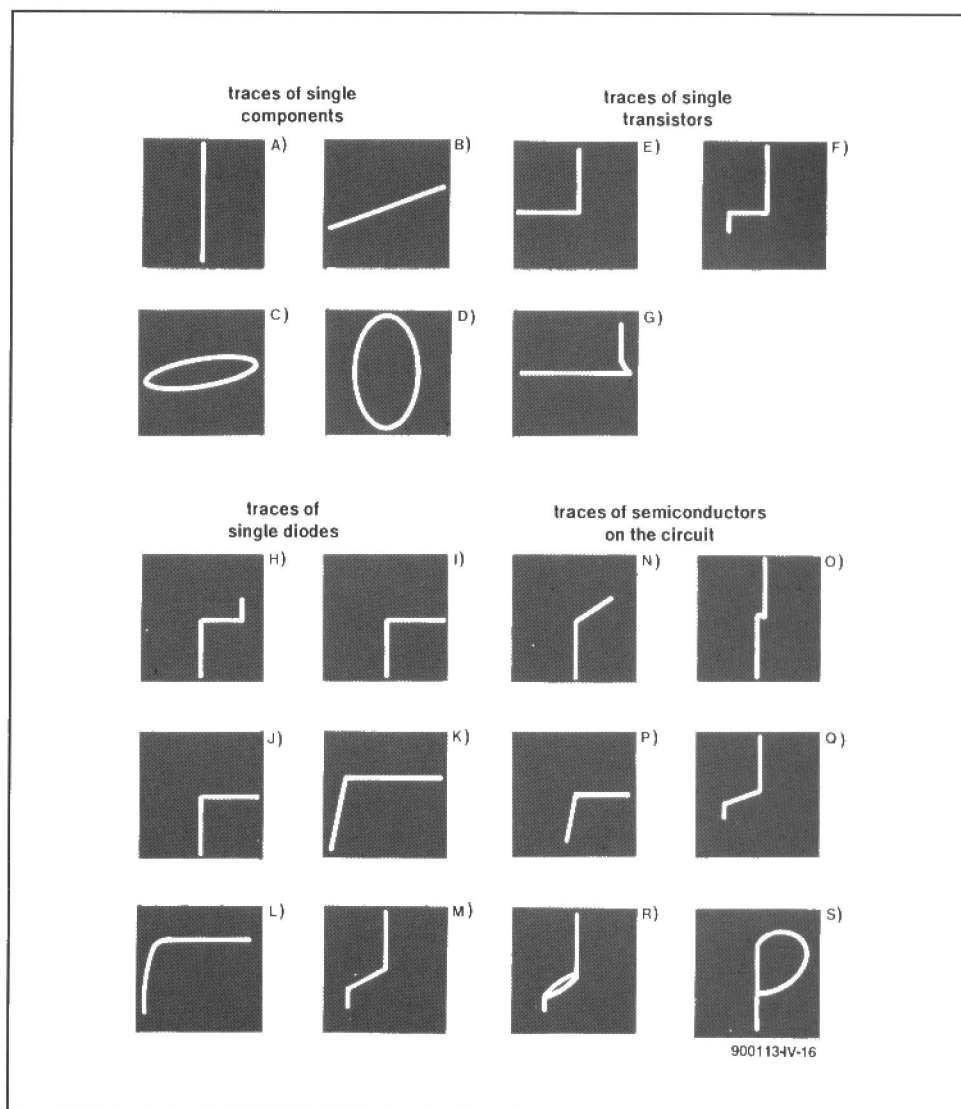 traces of single
components
traces of single
transistors
A)
B)
E)
F)
C)
D)
G)
traces of
single diodes
traces of semiconductors
on the circuit
H)
I)
N)
O)
J)
K)
P)
Q)
L)
M)
R)
S)
900113-IV-16